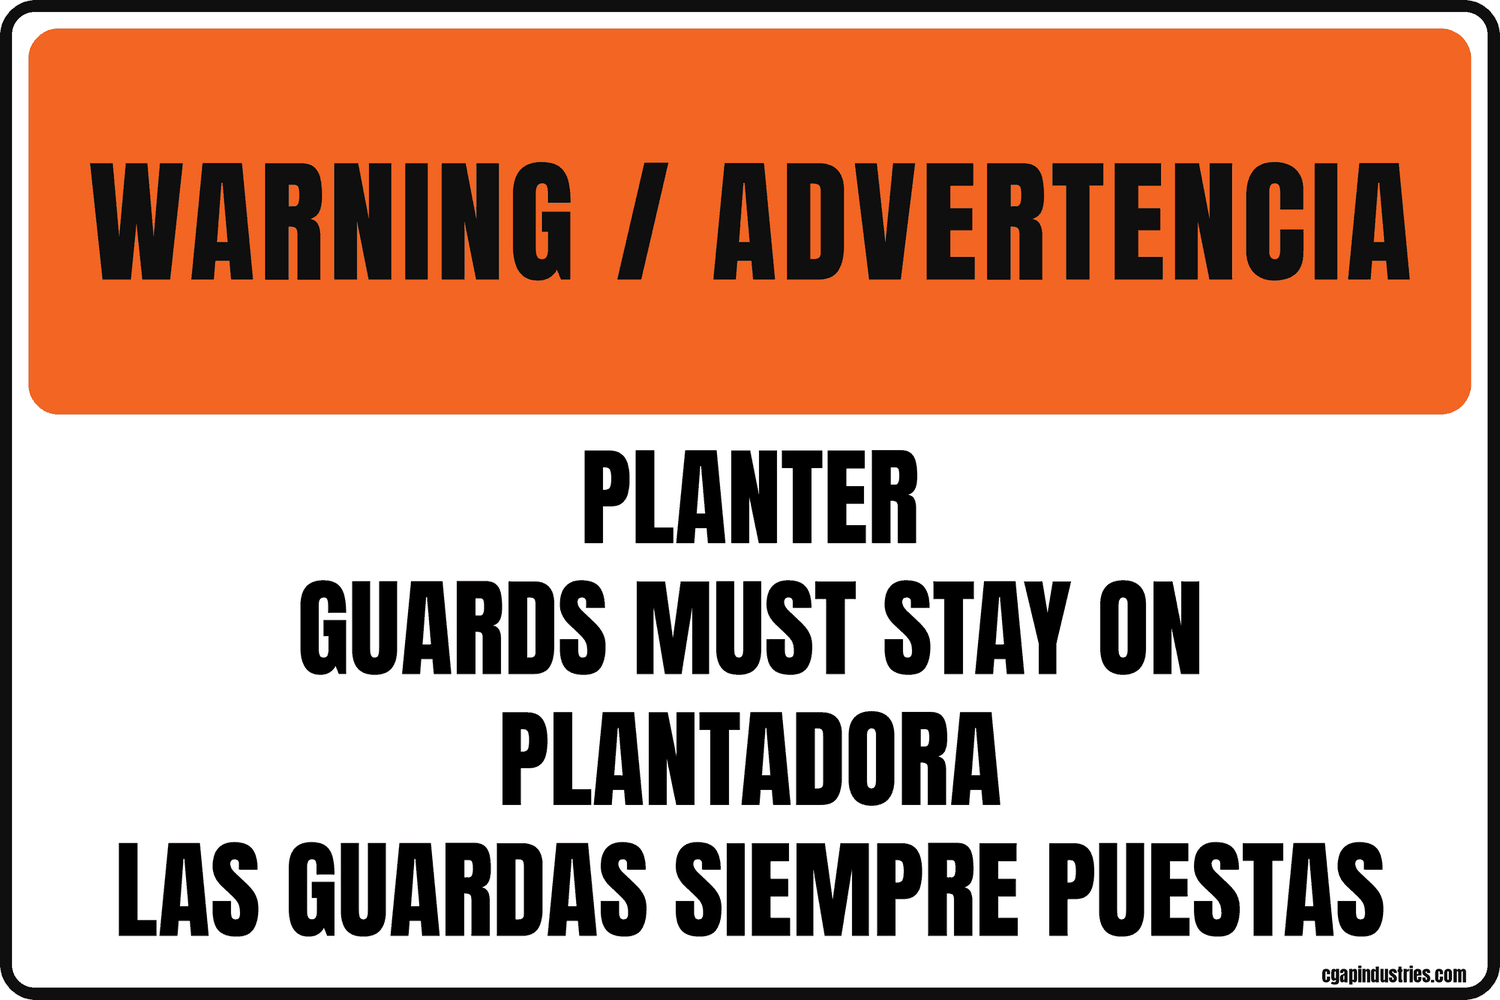 WARNING / ADVERTENCIA
PLANTER
GUARDS MUST STAY ON
PLANTADORA
LAS GUARDAS SIEMPRE PUESTAS
cgapindustries.com